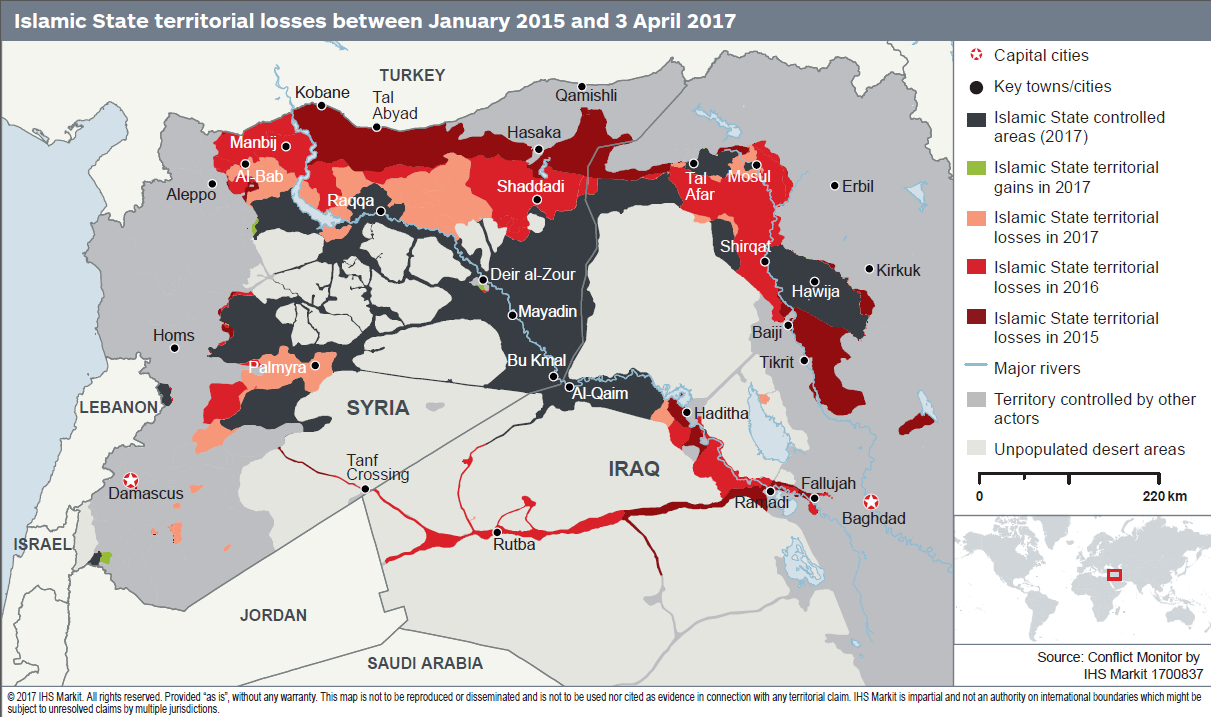 Islamic State territorial losses between January 2015 and 3 April 2017
TURKEY
Kobane
Tal
Abyad
Qamishli
Manbij
Hasaka
Al-Bab
Aleppo
Raqqa
Shaddadi
Tal
Afar
Mosul
Erbil
Shirqat
Kirkuk
Deir al-Zour
Hawija
Mayadin
Homs
Baiji
Tikrit
Palmyra
Bu Kmal
Al-Qaim
LEBANON
SYRIA
Haditha
Tanf
Crossing
IRAQ
Damascus
Ramadi
Fallujah
Baghdad
ISRAEL
Rutba
JORDAN
SAUDI ARABIA
Capital cities
Key towns/cities
Islamic State controlled
areas (2017)
Islamic State territorial
gains in 2017
Islamic State territorial
losses in 2017
Islamic State territorial
losses in 2016
Islamic State territorial
losses in 2015
Major rivers
Territory controlled by other
actors
Unpopulated desert areas
0
220 km
Source: Conflict Monitor by
IHS Markit 1700837
© 2017 IHS Markit. All rights reserved. Provided “as is”, without any warranty. This map is not to be reproduced or disseminated and is not to be used nor cited as evidence in connection with any territorial claim. IHS Markit is impartial and not an authority on international boundaries which might be
subject to unresolved claims by multiple jurisdictions.